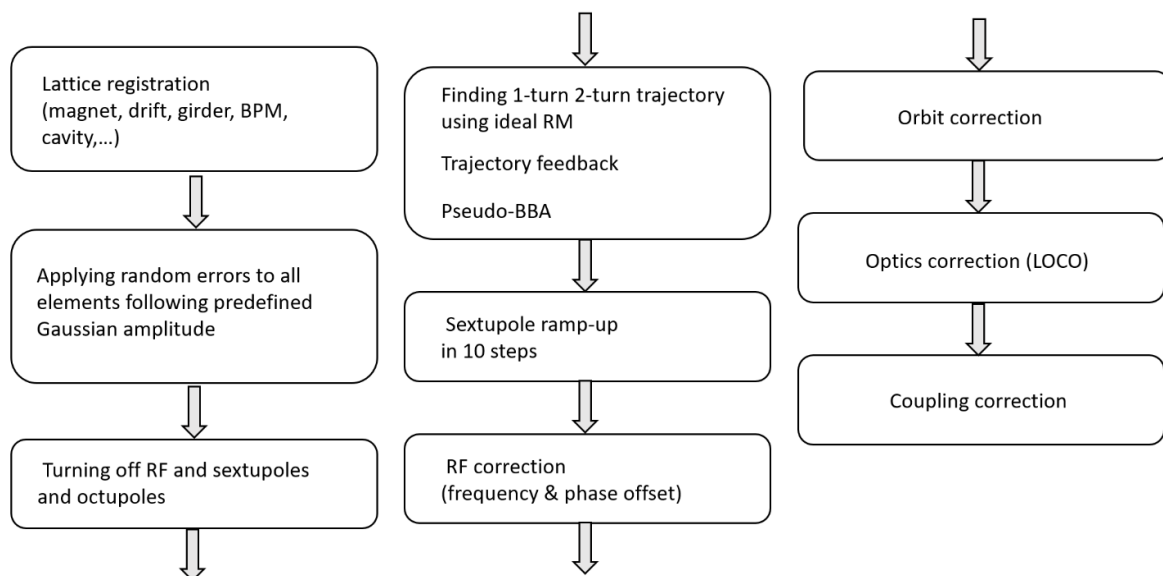 Lattice registration
(magnet, drift, girder, BPM,
cavity,...)
Applying random errors to all
elements following predefined
Gaussian amplitude
Turning off RF and sextupoles
and octupoles
Finding 1-turn 2-turn trajectory
using ideal RM
Trajectory feedback
Pseudo-BBA
Sextupole ramp-up
in 10 steps
RF correction
(frequency & phase offset)
Orbit correction
Optics correction (LOCO)
Coupling correction